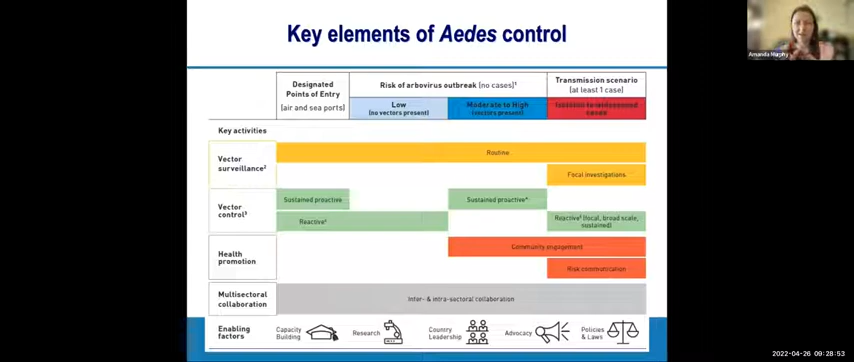 Key elements of Aedes control
Amanda Murphy
Designated
Points of Entry
(air and sea ports)
Risk of arbovirus outbreak (no cases)¹
Transmission scenario
(at least 1 case)
Low
(no vectors present)
Moderate to High
(vectors present)
Isolated to widespread
cases
Key activities
Vector
surveillance²
Routine
Focal investigations
Vector
control³
Sustained proactive
Sustained proactive
Reactive
Reactive (focal, broad scale,
sustained)
Health
promotion
Community engagement
Risk communication
Multisectoral
collaboration
Inter- & intra-sectoral collaboration
Enabling
factors
Capacity
Building
Research
Country
Leadership
Advocacy
Policies
& Laws
2022-04-26 09:28:53